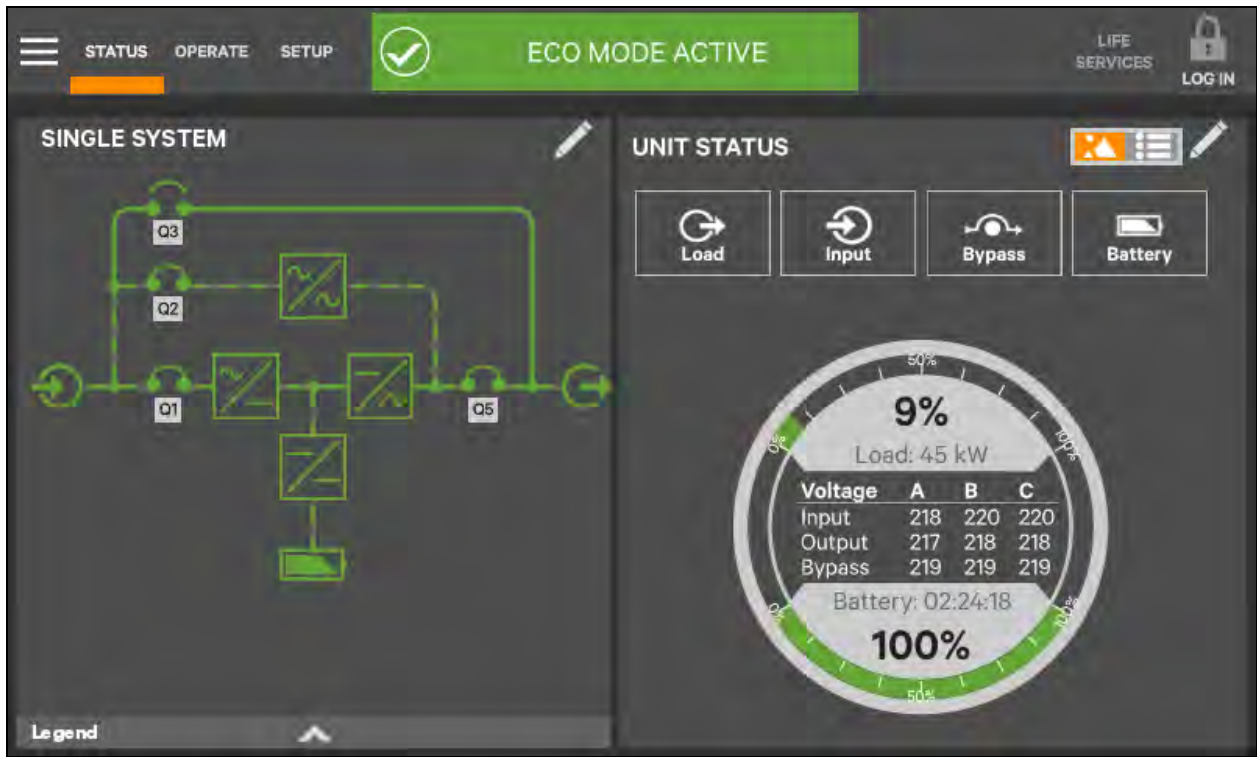 STATUS OPERATE SETUP
ECO MODE ACTIVE
LIFE
SERVICES
LOG IN
SINGLE SYSTEM
Q3
Q2
Q1
Q5
Legend
UNIT STATUS
Load Input Bypass Battery
50%
0%
100%
9%
Load: 45 kW
Voltage A B C
Input 218 220 220
Output 217 218 218
Bypass 219 219 219
Battery: 02:24:18
100%
0%
100%
50%